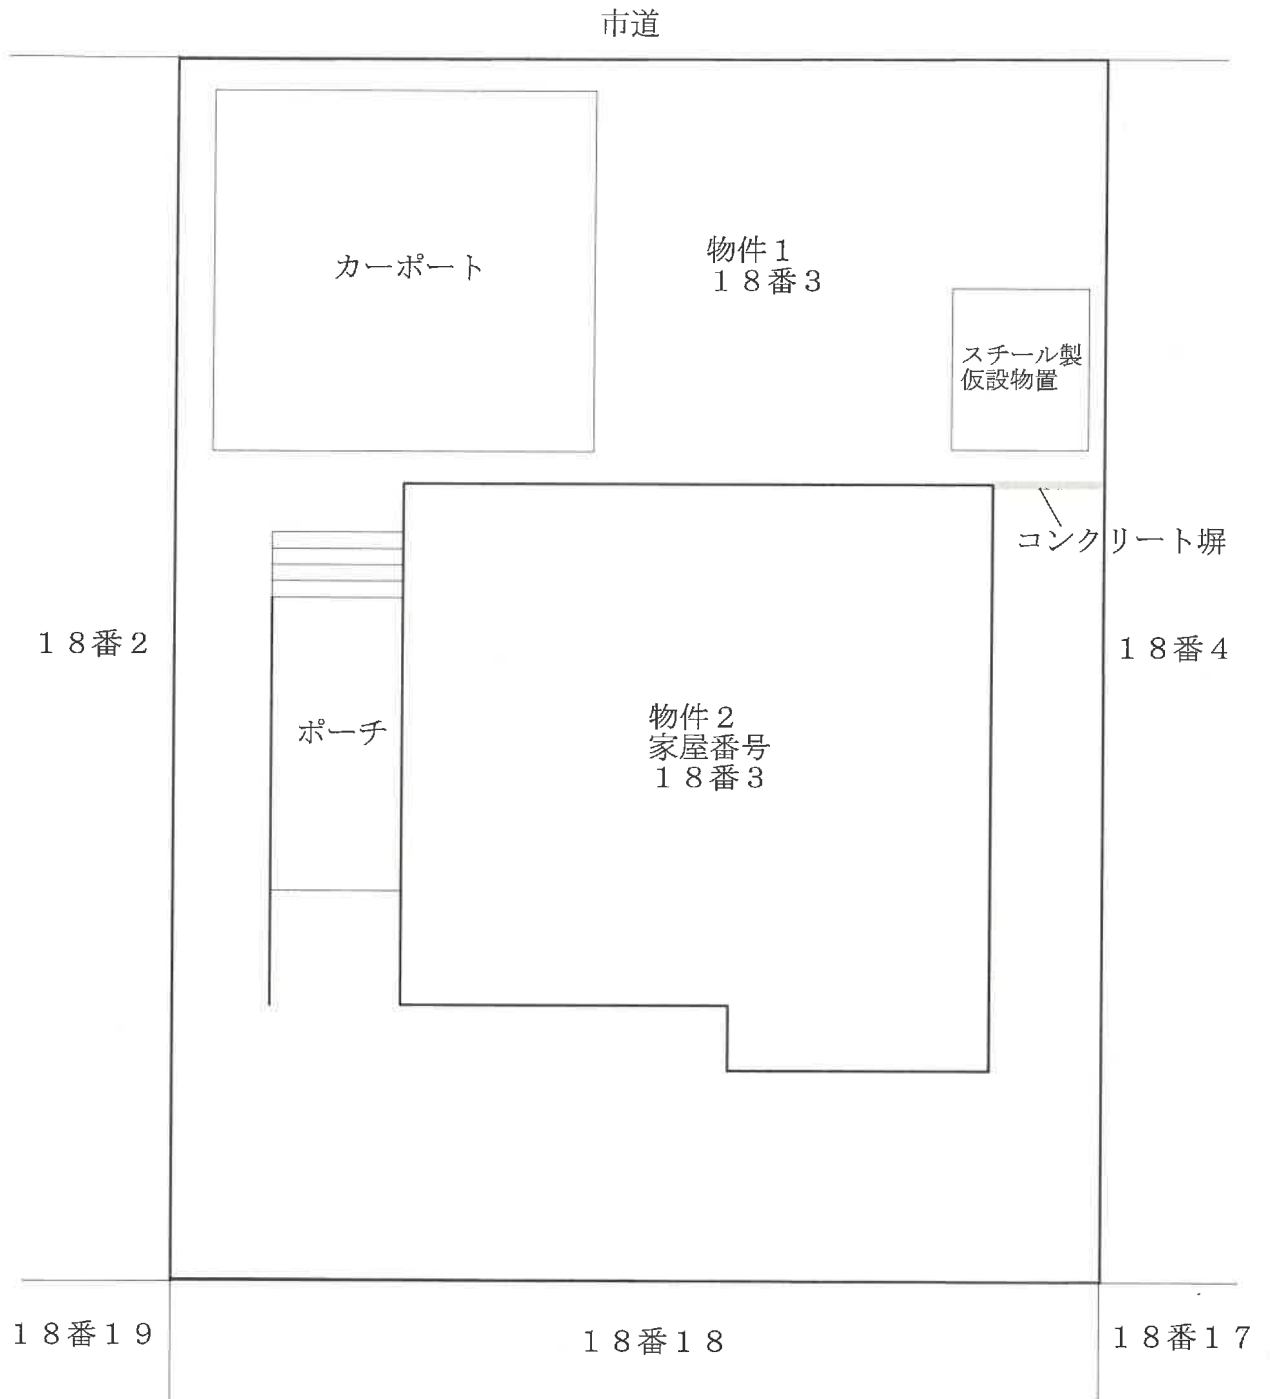 市道
カーポート
物件１
１８番３
スチール製
仮設物置
コンクリート塀
１８番２
１８番４
ポーチ
物件２
家屋番号
１８番３
１８番１９
１８番１８
１８番１７